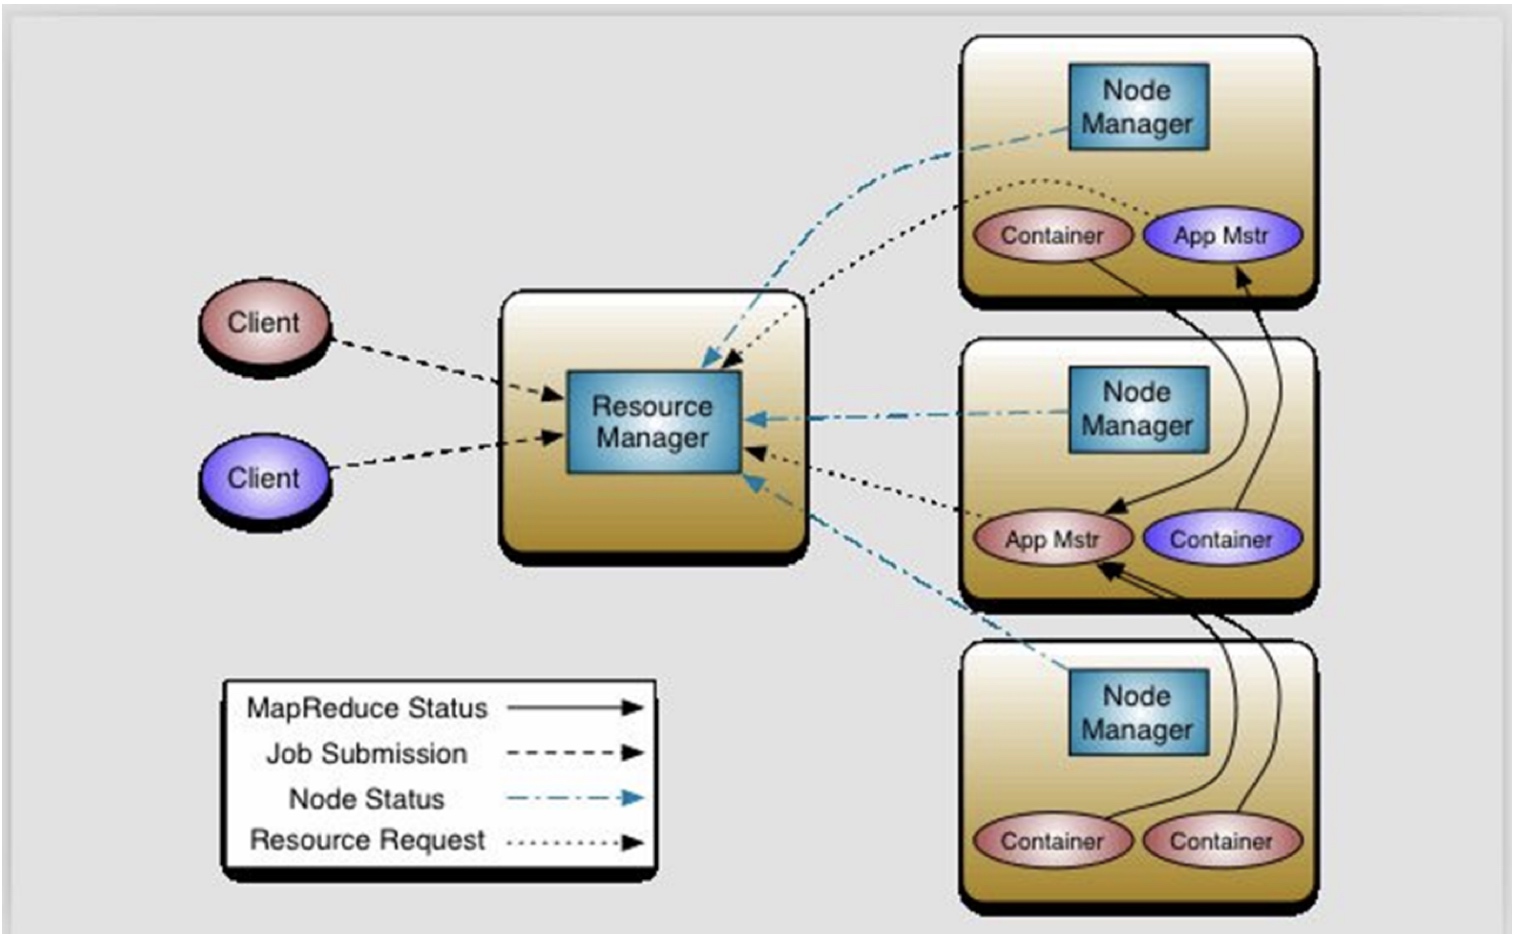 Node
Manager
Container
App Mstr
Client
Resource
Manager
Client
Node
Manager
App Mstr
Container
Node
Manager
Container
Container
MapReduce Status
Job Submission
Node Status
Resource Request